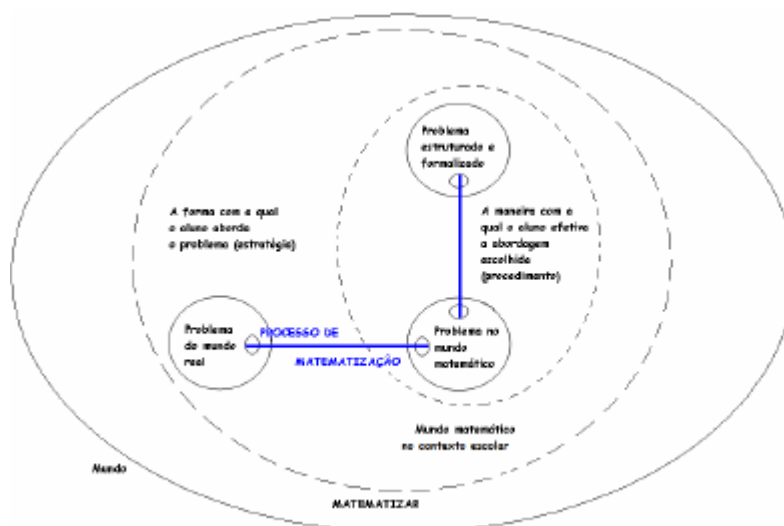 Problema
estruturado e
formalizado
A forma com a qual
o aluno aborda
o problema (estratégia)
A maneira com a
qual o aluno efetiva
a abordagem
escolhida
(procedimento)
Problema
do mundo
real
PROCESSO DE
MATEMATIZAÇÃO
Problema no
mundo
matemático
Mundo matemático
no contexto escolar
Mundo
MATEMATIZAR